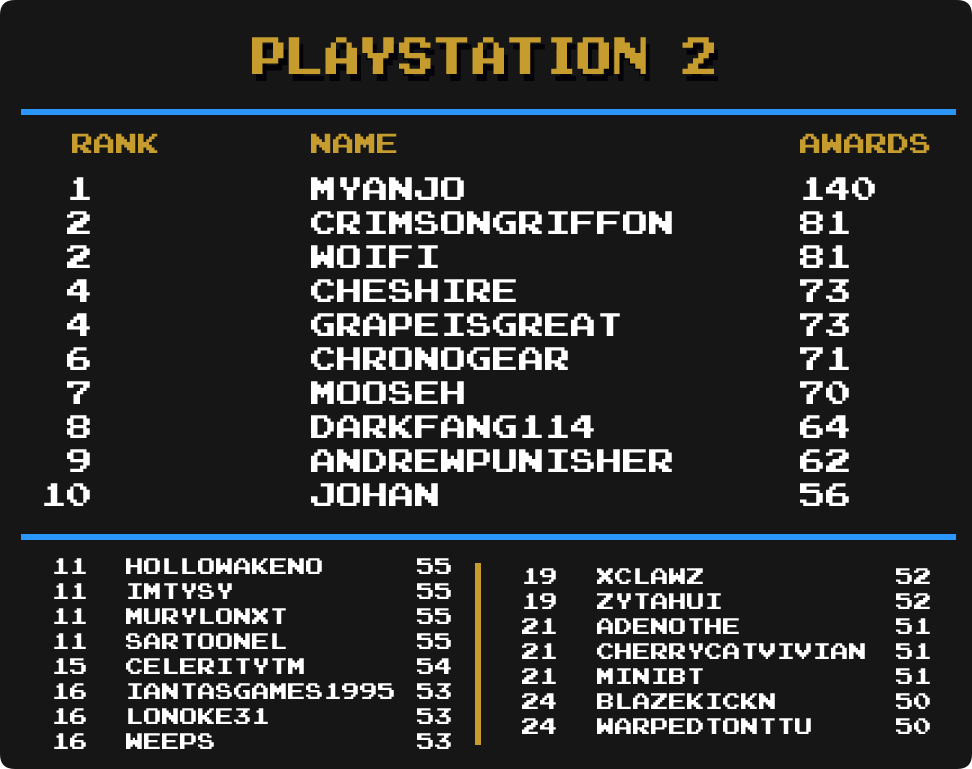 PLAYSTATION 2
RANK NAME AWARDS
1 MYANJO 140
2 CRIMSONGRIFFON 81
2 WOIFI 81
4 CHESHIRE 73
4 GRAPEISGREAT 73
6 CHRONOGEAR 71
7 MOOSEH 70
8 DARKFANG114 64
9 ANDREWPUNISHER 62
10 JOHAN 56
11 HOLLOWAKENO 55
11 IMTYSY 55
11 MURYLONXT 55
11 SARTOONEL 55
15 CELERITYTM 54
16 IANTASGAMES1995 53
16 LONOKE31 53
16 WEEPS 53
19 XCLAWZ 52
19 ZYTAHUI 52
21 ADENOTHE 51
21 CHERRYCATVIVIAN 51
21 MINIBT 51
24 BLAZEKICKN 50
24 WARPEDTONTTU 50